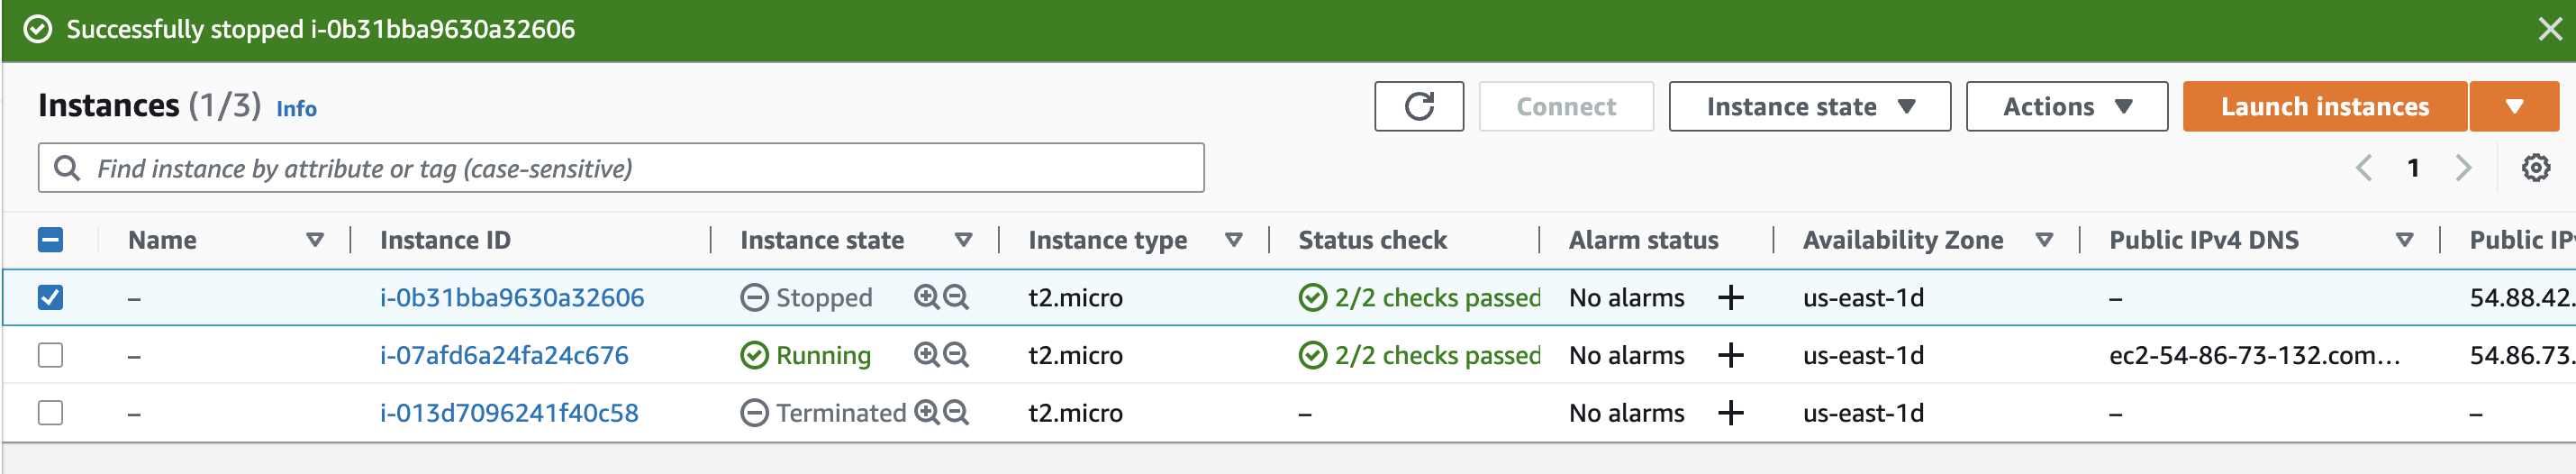 Successfully stopped i-0b31bba9630a32606
Instances (1/3) Info Connect Instance state Actions Launch instances
Find instance by attribute or tag (case-sensitive) 1
Name Instance ID Instance state Instance type Status check Alarm status Availability Zone Public IPv4 DNS Public IP
– i-0b31bba9630a32606 Stopped t2.micro 2/2 checks passed No alarms + us-east-1d – 54.88.42.
– i-07afd6a24fa24c676 Running t2.micro 2/2 checks passed No alarms + us-east-1d ec2-54-86-73-132.com... 54.86.73.
– i-013d7096241f40c58 Terminated t2.micro – No alarms + us-east-1d – –